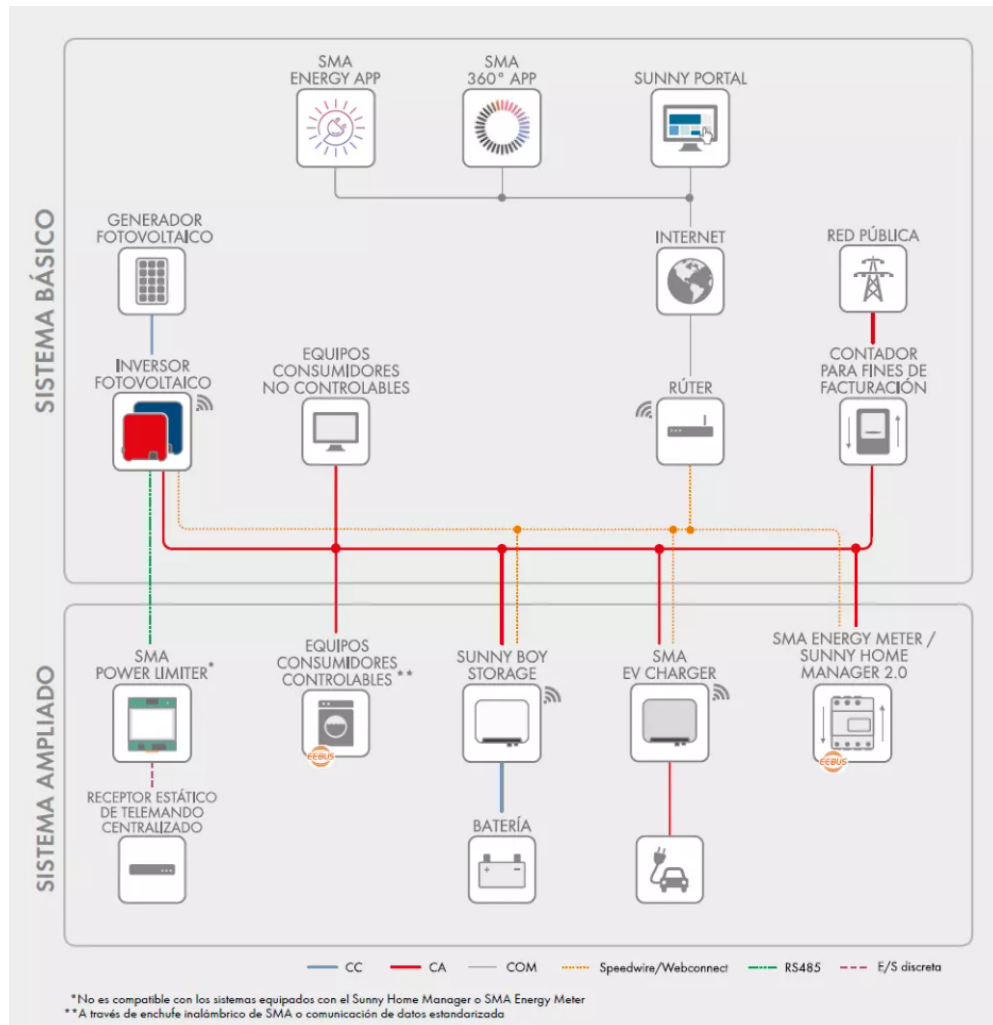 SISTEMA BÁSICO
SMA
ENERGY APP
SMA
360° APP
SUNNY PORTAL
GENERADOR
FOTOVOLTAICO
INTERNET
RED PÚBLICA
INVERSOR
FOTOVOLTAICO
EQUIPOS
CONSUMIDORES
NO CONTROLABLES
RÚTER
CONTADOR
PARA FINES DE
FACTURACIÓN
SISTEMA AMPLIADO
SMA
POWER LIMITER*
EQUIPOS
CONSUMIDORES
CONTROLABLES **
EEBUS
SUNNY BOY
STORAGE
SMA
EV CHARGER
SMA ENERGY METER /
SUNNY HOME
MANAGER 2.0
EEBUS
RECEPTOR ESTÁTICO
DE TELEMANDO
CENTRALIZADO
BATERÍA
CC
CA
COM
Speedwire/Webconnect
RS485
E/S discreta
*No es compatible con los sistemas equipados con el Sunny Home Manager o SMA Energy Meter
**A través de enchufe inalámbrico de SMA o comunicación de datos estandarizada